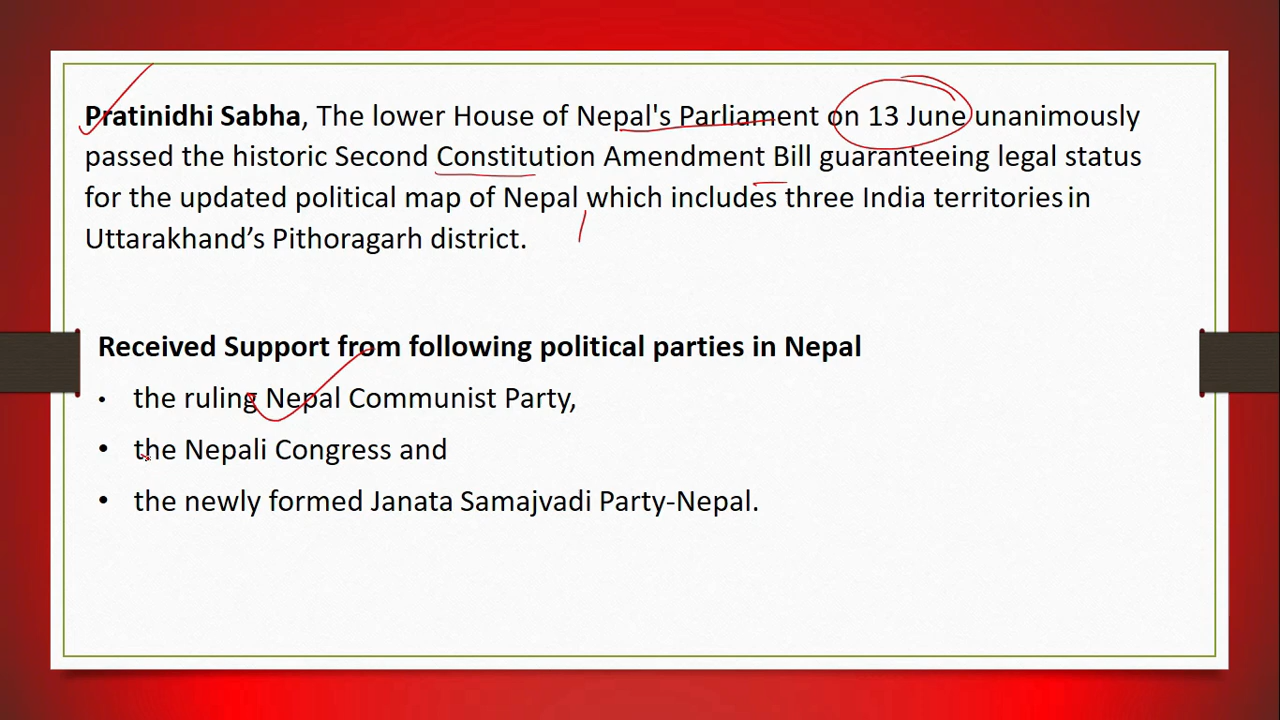 Pratinidhi Sabha, The lower House of Nepal's Parliament on 13 June unanimously
passed the historic Second Constitution Amendment Bill guaranteeing legal status
for the updated political map of Nepal which includes three India territories in
Uttarakhand’s Pithoragarh district.
Received Support from following political parties in Nepal
• the ruling Nepal Communist Party,
• the Nepali Congress and
• the newly formed Janata Samajvadi Party-Nepal.